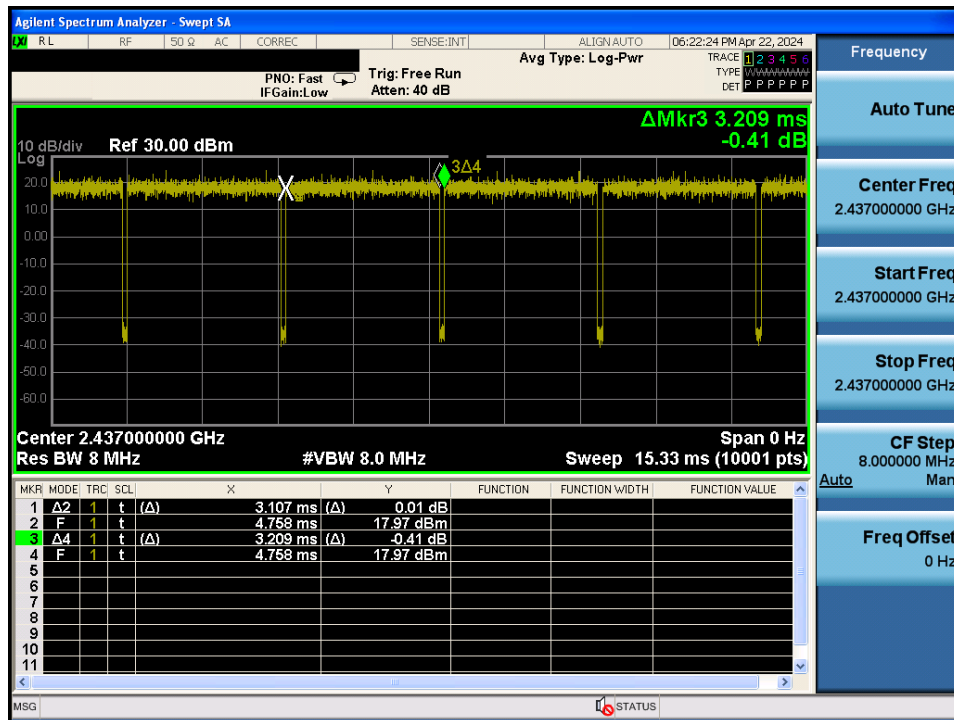 Agilent Spectrum Analyzer - Swept SA
LXI RL RF 50 Ω AC CORREC SENSE:INT ALIGN AUTO 06:22:24 PM Apr 22, 2024
PNO: Fast
IFGain:Low
Trig: Free Run
Atten: 40 dB
Avg Type: Log-Pwr
TRACE 1 2 3 4 5 6
TYPE WWWWWW
DET P P P P P P
ΔMkr3 3.209 ms
-0.41 dB
10 dB/div Ref 30.00 dBm
Log
3Δ4
20.0
10.0
0.00
-10.0
-20.0
-30.0
-40.0
-50.0
-60.0
Center 2.437000000 GHz Span 0 Hz
Res BW 8 MHz #VBW 8.0 MHz Sweep 15.33 ms (10001 pts)
MKR MODE TRC SCL X Y FUNCTION FUNCTION WIDTH FUNCTION VALUE
1 Δ2 1 t (Δ) 3.107 ms (Δ) 0.01 dB
2 F 1 t 4.758 ms 17.97 dBm
3 Δ4 1 t (Δ) 3.209 ms (Δ) -0.41 dB
4 F 1 t 4.758 ms 17.97 dBm
5
6
7
8
9
10
11
MSG STATUS
Frequency
Auto Tune
Center Freq
2.437000000 GHz
Start Freq
2.437000000 GHz
Stop Freq
2.437000000 GHz
CF Step
8.000000 MHz
Auto Man
Freq Offset
0 Hz